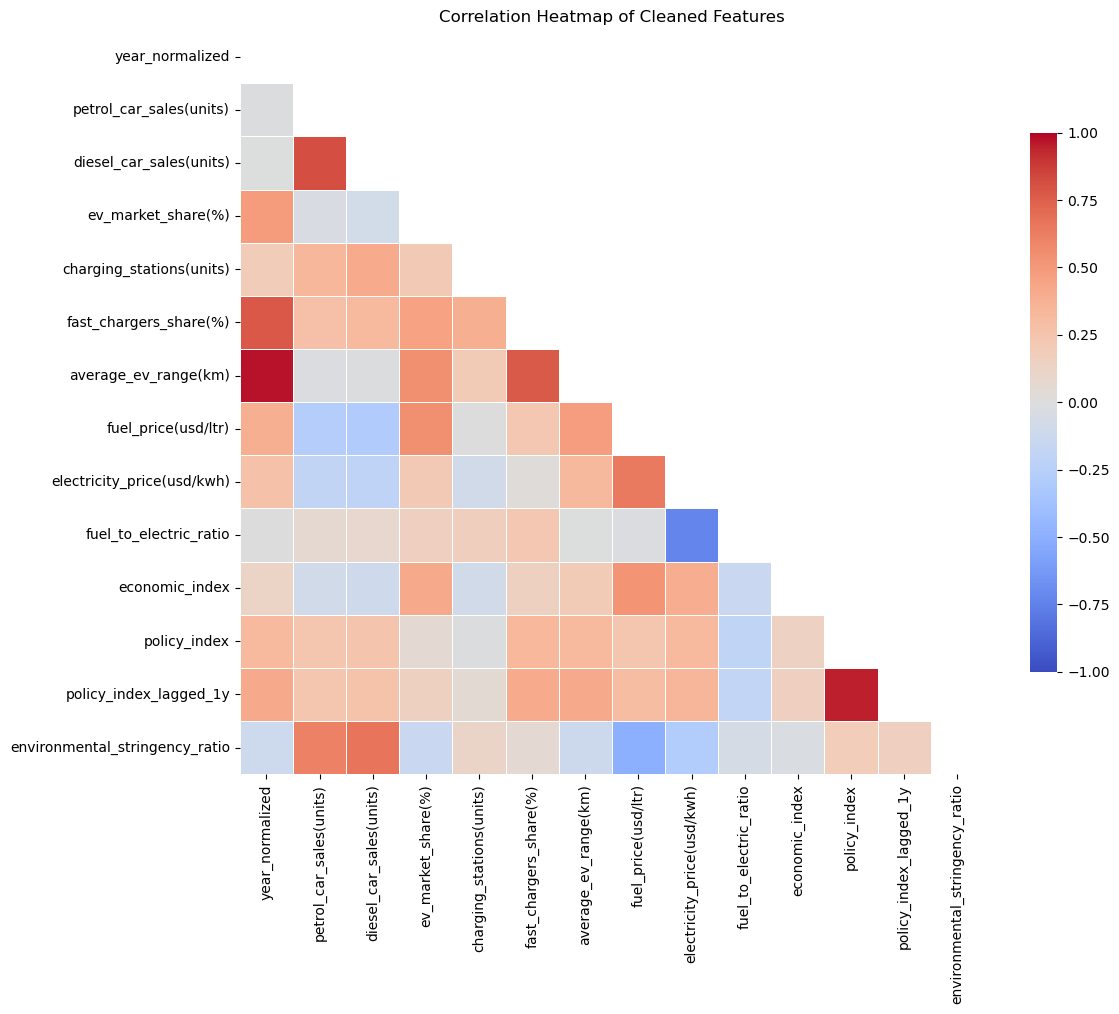 Correlation Heatmap of Cleaned Features
year_normalized
petrol_car_sales(units)
diesel_car_sales(units)
ev_market_share(%)
charging_stations(units)
fast_chargers_share(%)
average_ev_range(km)
fuel_price(usd/ltr)
electricity_price(usd/kwh)
fuel_to_electric_ratio
economic_index
policy_index
policy_index_lagged_1y
environmental_stringency_ratio
year_normalized
petrol_car_sales(units)
diesel_car_sales(units)
ev_market_share(%)
charging_stations(units)
fast_chargers_share(%)
average_ev_range(km)
fuel_price(usd/ltr)
electricity_price(usd/kwh)
fuel_to_electric_ratio
economic_index
policy_index
policy_index_lagged_1y
environmental_stringency_ratio
1.00
0.75
0.50
0.25
0.00
−0.25
−0.50
−0.75
−1.00